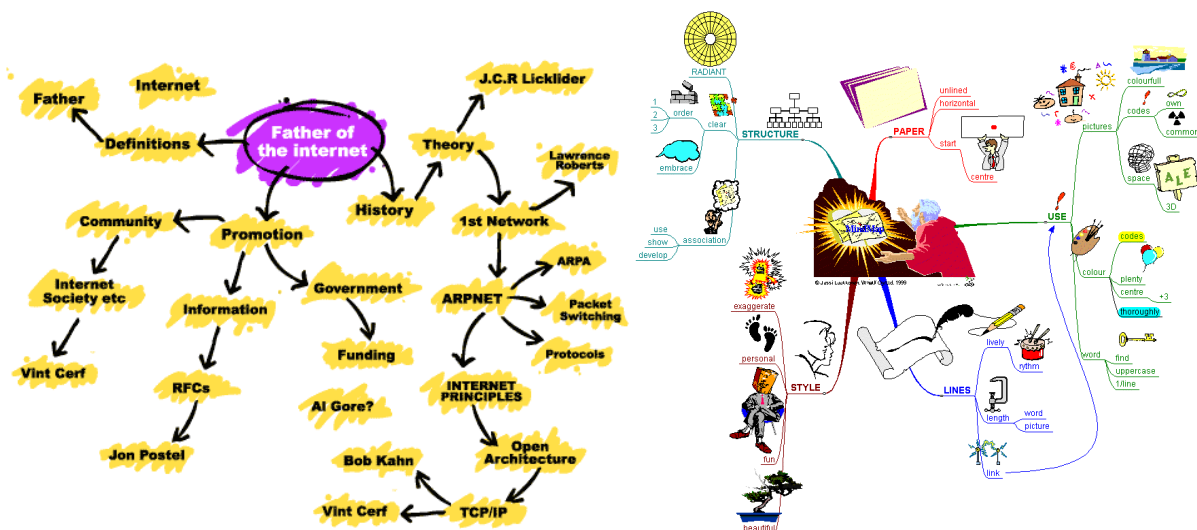 Father of
the internet
Internet
Father
Definitions
J.C.R Licklider
Theory
Lawrence
Roberts
History
1st Network
Community
Promotion
ARPA
Internet
Society etc
Government
ARPNET
Packet
Switching
Information
Protocols
Funding
Vint Cerf
RFCs
INTERNET
PRINCIPLES
Al Gore?
Jon Postel
Open
Architecture
Bob Kahn
TCP/IP
Vint Cerf
MindMap
STRUCTURE
RADIANT
clear
order
1
2
3
embrace
association
use
show
develop
PAPER
unlined
horizontal
start
centre
USE
pictures
colourfull
codes
own
common
space
ALE
3D
colour
codes
plenty
centre
+3
thoroughly
word
find
uppercase
1/line
STYLE
exaggerate
personal
fun
beautiful
LINES
lively
rythm
length
word
picture
link